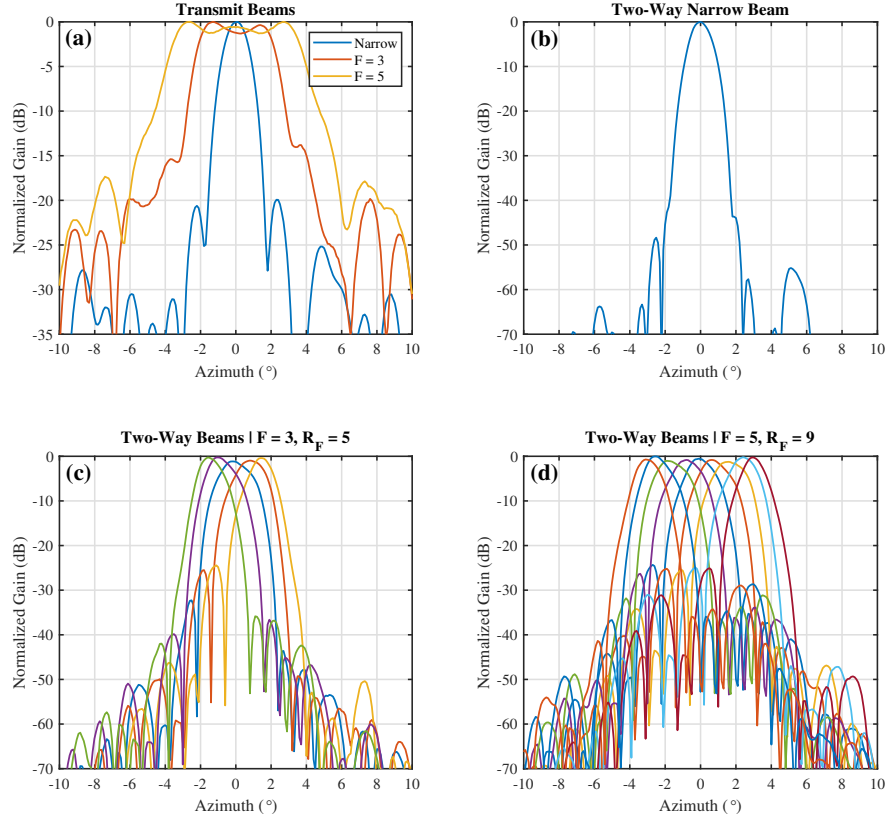 Transmit Beams
(a)
Narrow
F = 3
F = 5
Normalized Gain (dB)
0
-5
-10
-15
-20
-25
-30
-35
-10 -8 -6 -4 -2 0 2 4 6 8 10
Azimuth (°)
Two-Way Narrow Beam
(b)
Normalized Gain (dB)
0
-10
-20
-30
-40
-50
-60
-70
-10 -8 -6 -4 -2 0 2 4 6 8 10
Azimuth (°)
Two-Way Beams | F = 3, R_F = 5
(c)
Normalized Gain (dB)
0
-10
-20
-30
-40
-50
-60
-70
-10 -8 -6 -4 -2 0 2 4 6 8 10
Azimuth (°)
Two-Way Beams | F = 5, R_F = 9
(d)
Normalized Gain (dB)
0
-10
-20
-30
-40
-50
-60
-70
-10 -8 -6 -4 -2 0 2 4 6 8 10
Azimuth (°)